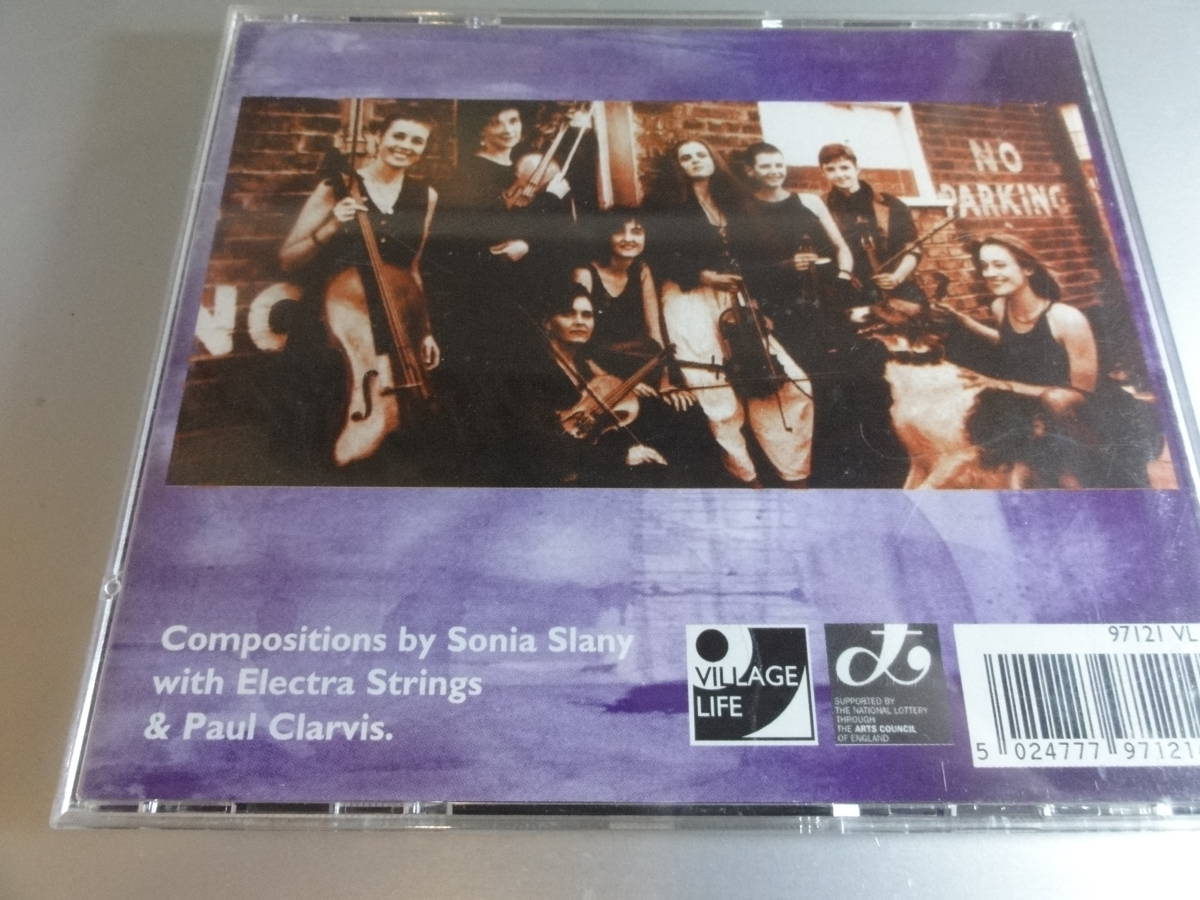 NO
PARKING
NO
Compositions by Sonia Slany
with Electra Strings
& Paul Clarvis.
VILLAGE
LIFE
SUPPORTED BY
THE NATIONAL LOTTERY
THROUGH
THE ARTS COUNCIL
OF ENGLAND
97121 VL
5 024777 97121